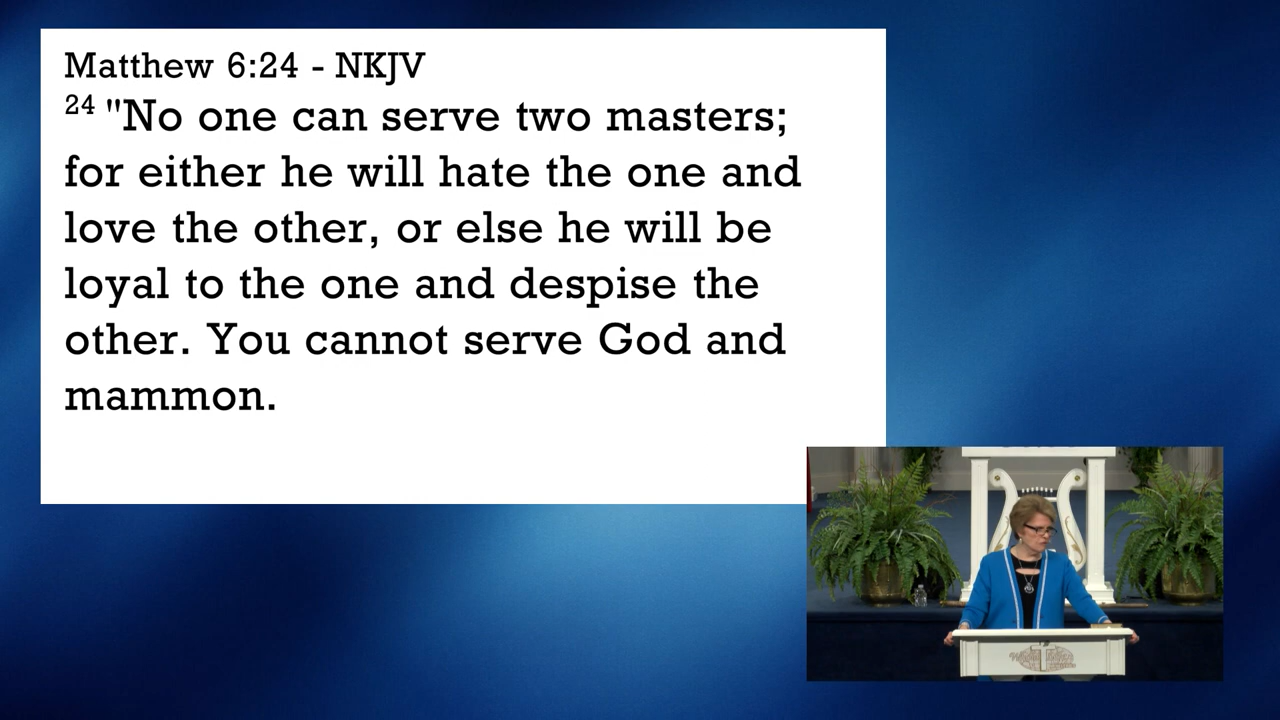 Matthew 6:24 - NKJV
24 "No one can serve two masters;
for either he will hate the one and
love the other, or else he will be
loyal to the one and despise the
other. You cannot serve God and
mammon.